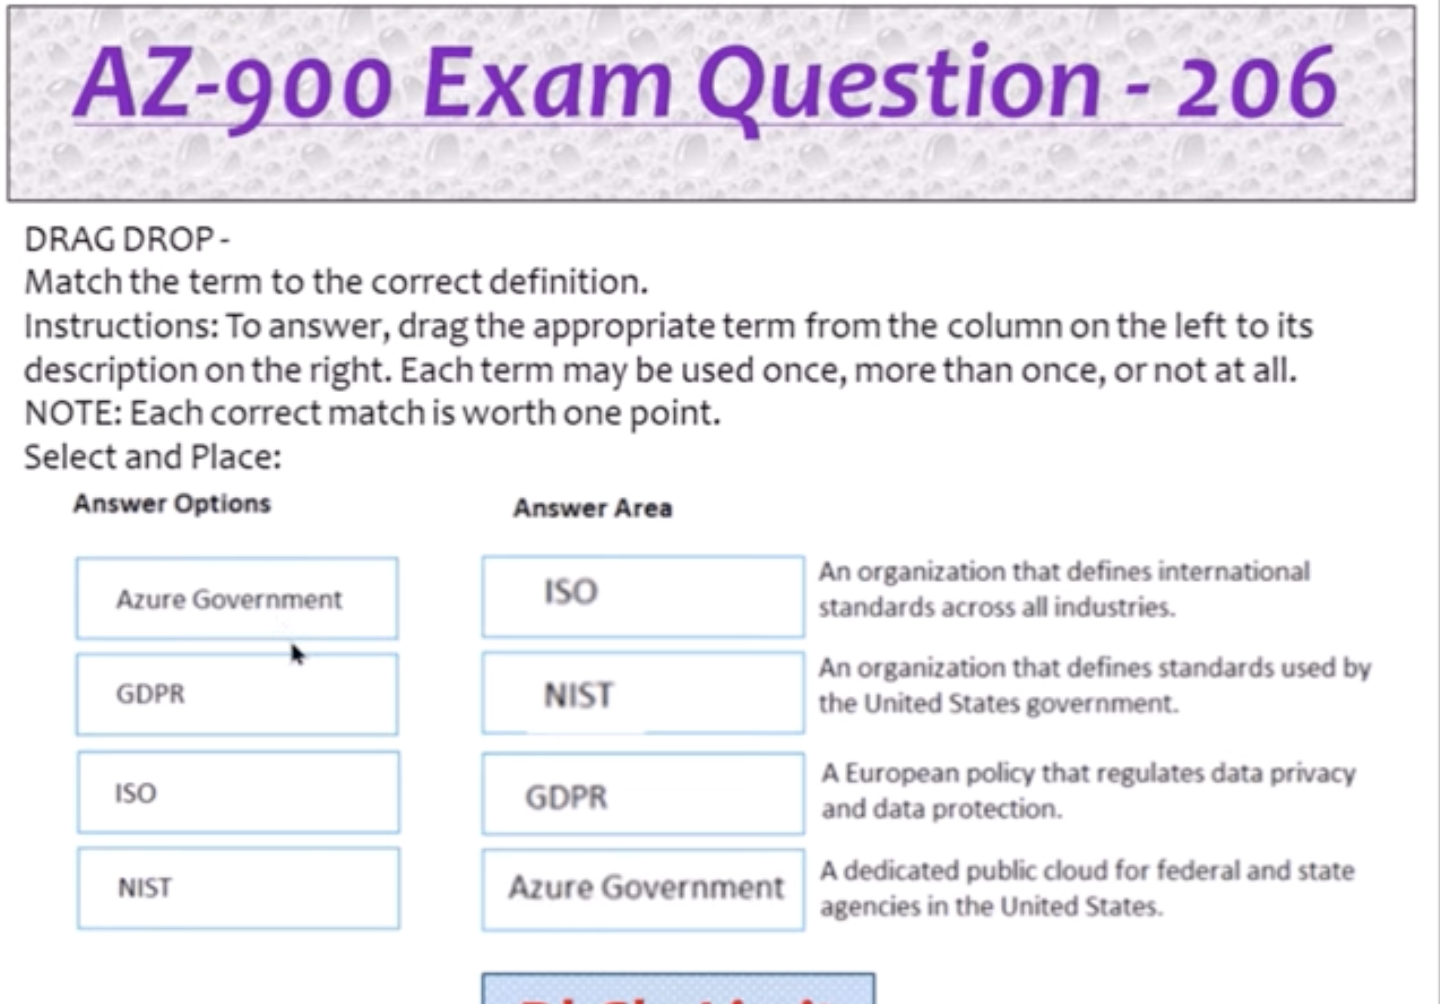 AZ-900 Exam Question - 206
DRAG DROP -
Match the term to the correct definition.
Instructions: To answer, drag the appropriate term from the column on the left to its
description on the right. Each term may be used once, more than once, or not at all.
NOTE: Each correct match is worth one point.
Select and Place:
Answer Options
Answer Area
Azure Government
ISO
An organization that defines international
standards across all industries.
GDPR
NIST
An organization that defines standards used by
the United States government.
ISO
GDPR
A European policy that regulates data privacy
and data protection.
NIST
Azure Government
A dedicated public cloud for federal and state
agencies in the United States.